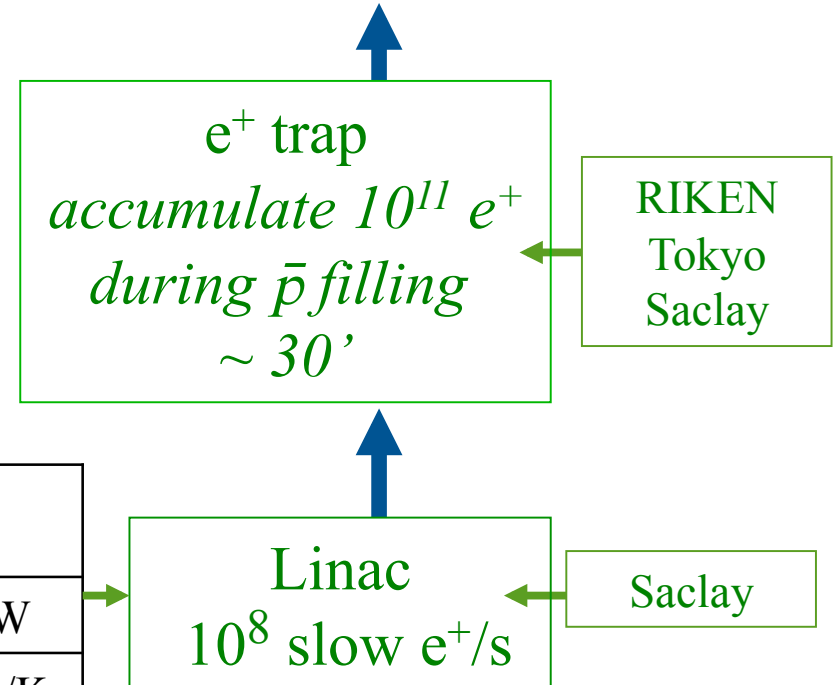 e⁺ trap
accumulate 10¹¹ e⁺
during p̄ filling
~ 30’
RIKEN
Tokyo
Saclay
Linac
10⁸ slow e⁺/s
Saclay
W
/K